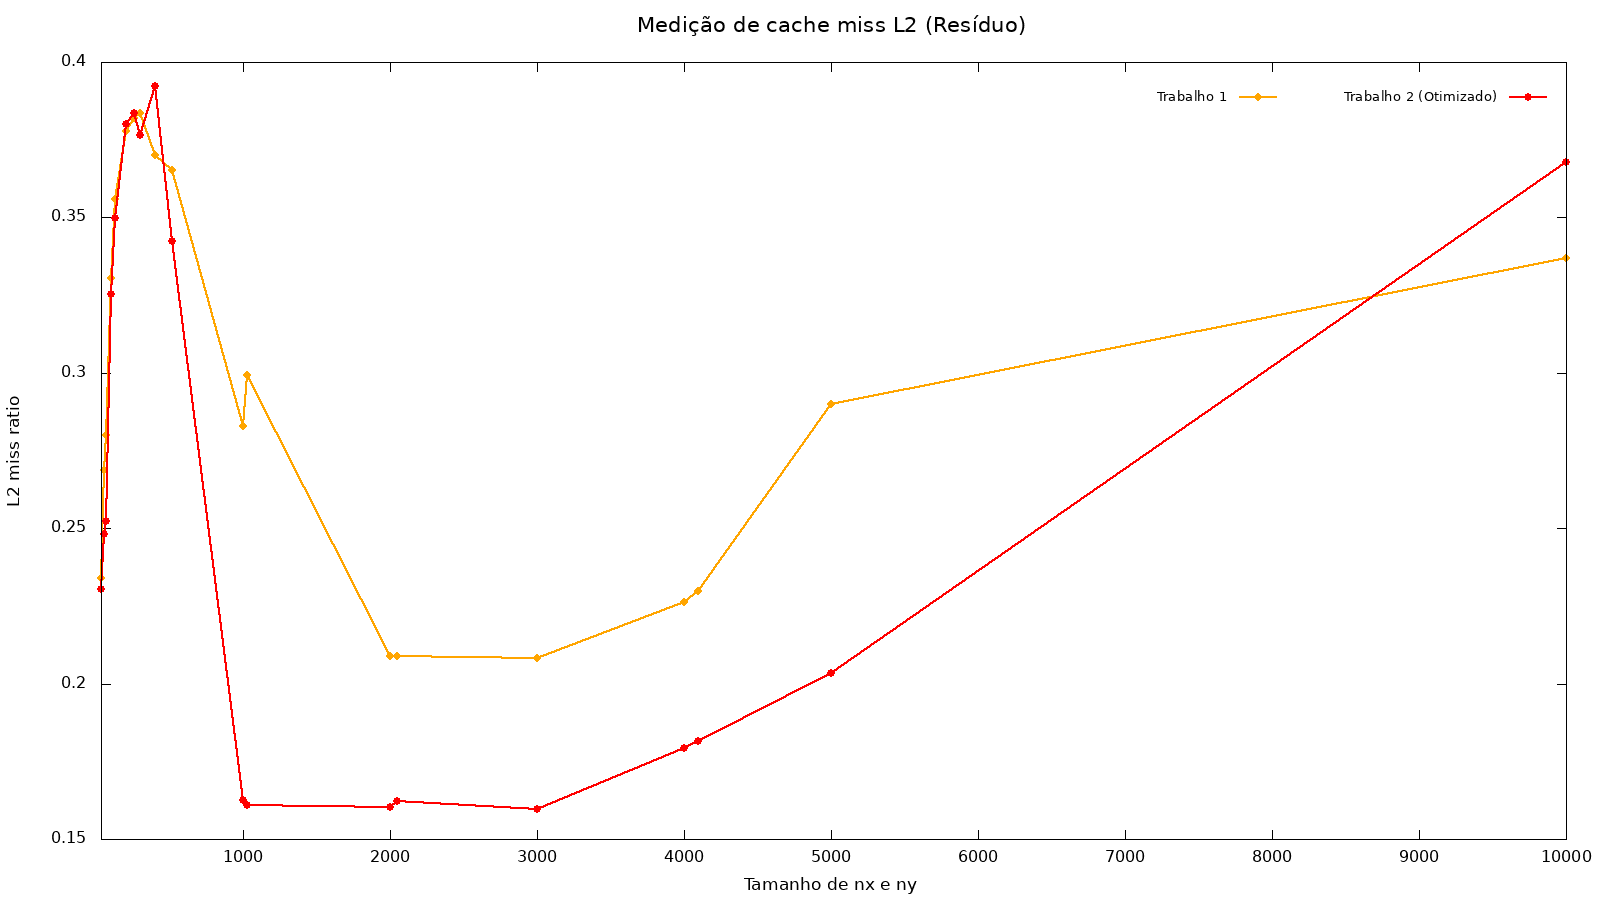 Medição de cache miss L2 (Resíduo)
Trabalho 1
Trabalho 2 (Otimizado)
0.4
0.35
0.3
0.25
0.2
0.15
L2 miss ratio
1000 2000 3000 4000 5000 6000 7000 8000 9000 10000
Tamanho de nx e ny